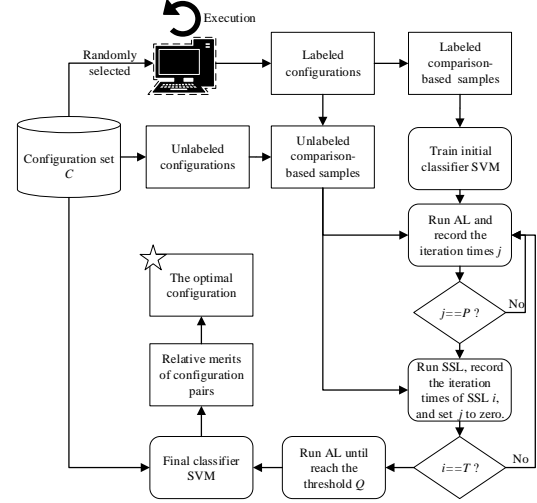 Execution
Randomly
selected
Labeled
configurations
Labeled
comparison-
based samples
Configuration set
C
Unlabeled
configurations
Unlabeled
comparison-
based samples
Train initial
classifier SVM
Run AL and
record the
iteration times j
The optimal
configuration
j==P ?
No
Relative merits
of configuration
pairs
Run SSL, record
the iteration
times of SSL i,
and set j to zero.
Final classifier
SVM
Run AL until
reach the
threshold Q
i==T ?
No